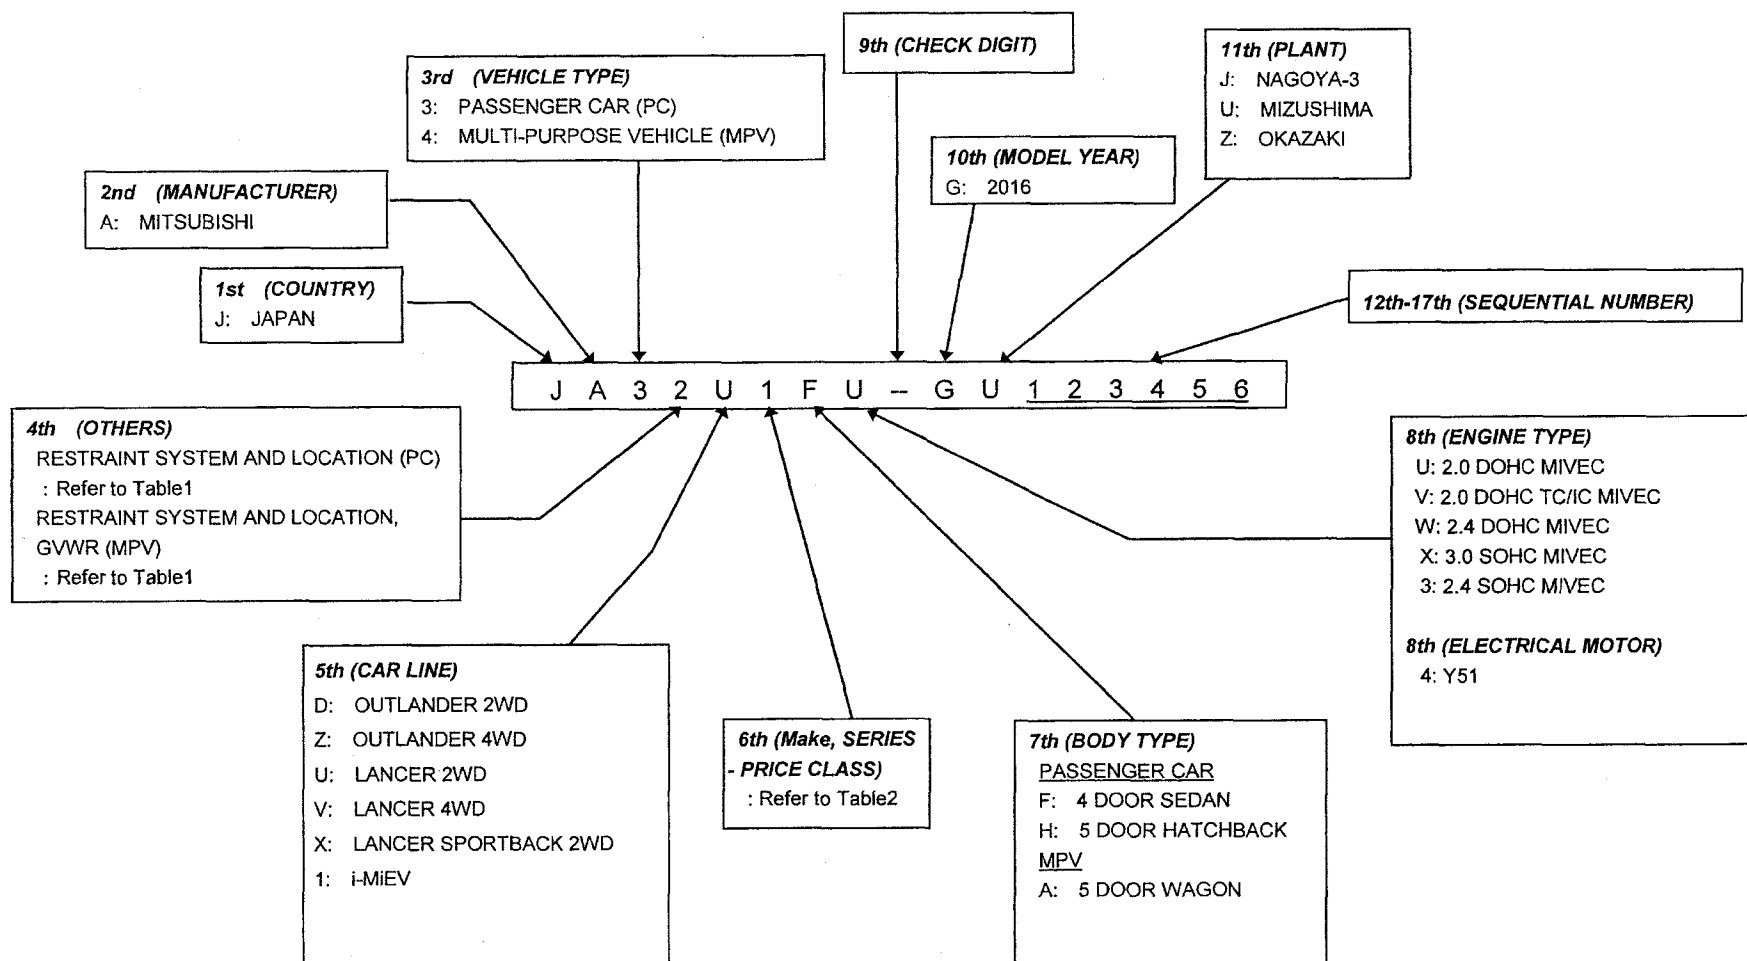 9th (CHECK DIGIT)
11th (PLANT)
J: NAGOYA-3
U: MIZUSHIMA
Z: OKAZAKI
3rd (VEHICLE TYPE)
3: PASSENGER CAR (PC)
4: MULTI-PURPOSE VEHICLE (MPV)
10th (MODEL YEAR)
G: 2016
2nd (MANUFACTURER)
A: MITSUBISHI
1st (COUNTRY)
J: JAPAN
12th-17th (SEQUENTIAL NUMBER)
J A 3 2 U 1 F U -- G U 1 2 3 4 5 6
4th (OTHERS)
RESTRAINT SYSTEM AND LOCATION (PC)
: Refer to Table1
RESTRAINT SYSTEM AND LOCATION,
GVWR (MPV)
: Refer to Table1
8th (ENGINE TYPE)
U: 2.0 DOHC MIVEC
V: 2.0 DOHC TC/IC MIVEC
W: 2.4 DOHC MIVEC
X: 3.0 SOHC MIVEC
3: 2.4 SOHC MIVEC
8th (ELECTRICAL MOTOR)
4: Y51
5th (CAR LINE)
D: OUTLANDER 2WD
Z: OUTLANDER 4WD
U: LANCER 2WD
V: LANCER 4WD
X: LANCER SPORTBACK 2WD
1: i-MiEV
6th (Make, SERIES
- PRICE CLASS)
: Refer to Table2
7th (BODY TYPE)
PASSENGER CAR
F: 4 DOOR SEDAN
H: 5 DOOR HATCHBACK
MPV
A: 5 DOOR WAGON